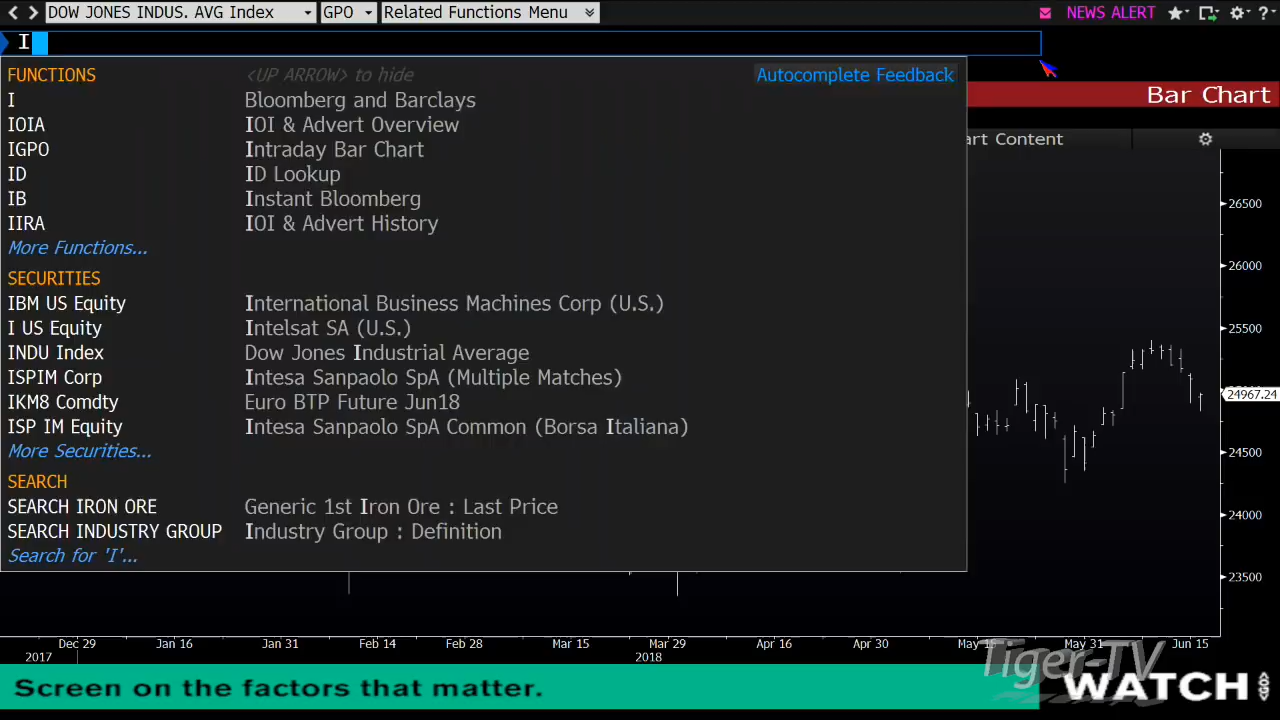 DOW JONES INDUS. AVG Index GPO Related Functions Menu NEWS ALERT ?
I
FUNCTIONS <UP ARROW> to hide Autocomplete Feedback
I Bloomberg and Barclays
IOIA IOI & Advert Overview
IGPO Intraday Bar Chart
ID ID Lookup
IB Instant Bloomberg
IIRA IOI & Advert History
More Functions...
SECURITIES
IBM US Equity International Business Machines Corp (U.S.)
I US Equity Intelsat SA (U.S.)
INDU Index Dow Jones Industrial Average
ISPIM Corp Intesa Sanpaolo SpA (Multiple Matches)
IKM8 Comdty Euro BTP Future Jun18
ISP IM Equity Intesa Sanpaolo SpA Common (Borsa Italiana)
More Securities...
SEARCH
SEARCH IRON ORE Generic 1st Iron Ore : Last Price
SEARCH INDUSTRY GROUP Industry Group : Definition
Search for 'I'...
Bar Chart
art Content
26500
26000
25500
24967.24
24500
24000
23500
Dec 29 Jan 16 Jan 31 Feb 14 Feb 28 Mar 15 Mar 29 Apr 16 Apr 30 May 15 May 31 Jun 15
2017 2018
Tiger-TV
Screen on the factors that matter. WATCH